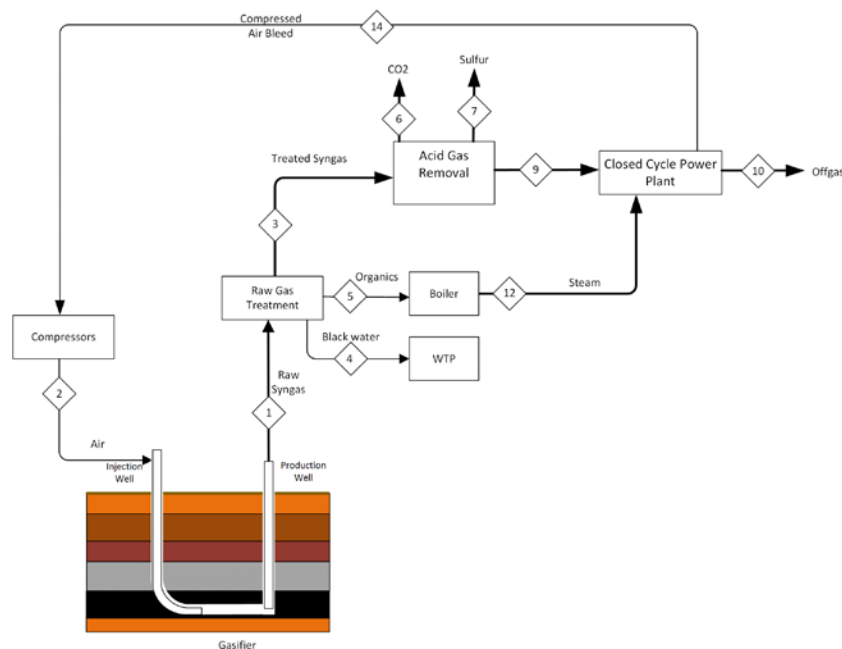 Compressed
Air Bleed
14
CO2
Sulfur
6
7
Treated Syngas
Acid Gas
Removal
9
Closed Cycle Power
Plant
10
Offgas
3
Raw Gas
Treatment
Organics
5
Boiler
12
Steam
Compressors
Black water
4
WTP
2
Raw
Syngas
1
Air
Injection
Well
Production
Well
Gasifier